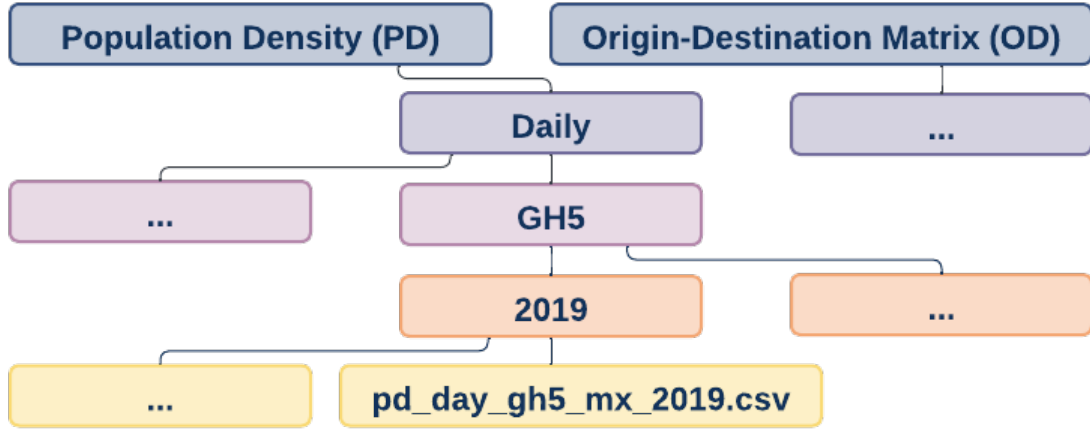 Population Density (PD)
Origin-Destination Matrix (OD)
Daily
...
...
GH5
2019
...
...
pd_day_gh5_mx_2019.csv